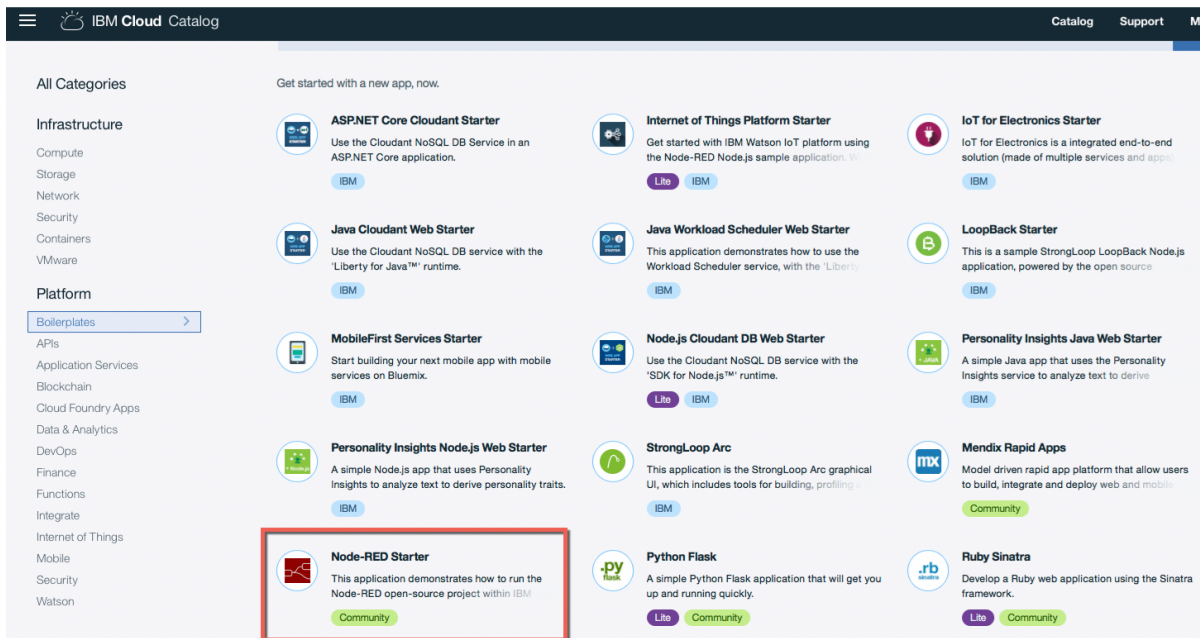 IBM Cloud Catalog
Catalog Support M
All Categories
Infrastructure
Compute
Storage
Network
Security
Containers
VMware
Platform
Boilerplates
APIs
Application Services
Blockchain
Cloud Foundry Apps
Data & Analytics
DevOps
Finance
Functions
Integrate
Internet of Things
Mobile
Security
Watson
Get started with a new app, now.
ASP.NET Core Cloudant Starter
Use the Cloudant NoSQL DB Service in an
ASP.NET Core application.
IBM
Internet of Things Platform Starter
Get started with IBM Watson IoT platform using
the Node-RED Node.js sample application.
Lite IBM
IoT for Electronics Starter
IoT for Electronics is a integrated end-to-end
solution (made of multiple services and apps)
IBM
Java Cloudant Web Starter
Use the Cloudant NoSQL DB service with the
'Liberty for Java™' runtime.
IBM
Java Workload Scheduler Web Starter
This application demonstrates how to use the
Workload Scheduler service, with the 'Liberty
IBM
LoopBack Starter
This is a sample StrongLoop LoopBack Node.js
application, powered by the open source
IBM
MobileFirst Services Starter
Start building your next mobile app with mobile
services on Bluemix.
IBM
Node.js Cloudant DB Web Starter
Use the Cloudant NoSQL DB service with the
'SDK for Node.js™' runtime.
Lite IBM
+ JAVA
Personality Insights Java Web Starter
A simple Java app that uses the Personality
Insights service to analyze text to derive
IBM
Personality Insights Node.js Web Starter
A simple Node.js app that uses Personality
Insights to analyze text to derive personality traits.
IBM
StrongLoop Arc
This application is the StrongLoop Arc graphical
UI, which includes tools for building, profiling
IBM
mx
Mendix Rapid Apps
Model driven rapid app platform that allow users
to build, integrate and deploy web and mobile
Community
Node-RED Starter
This application demonstrates how to run the
Node-RED open-source project within IBM
Community
.py
flask
Python Flask
A simple Python Flask application that will get you
up and running quickly.
Lite Community
.rb
sinatra
Ruby Sinatra
Develop a Ruby web application using the Sinatra
framework.
Lite Community